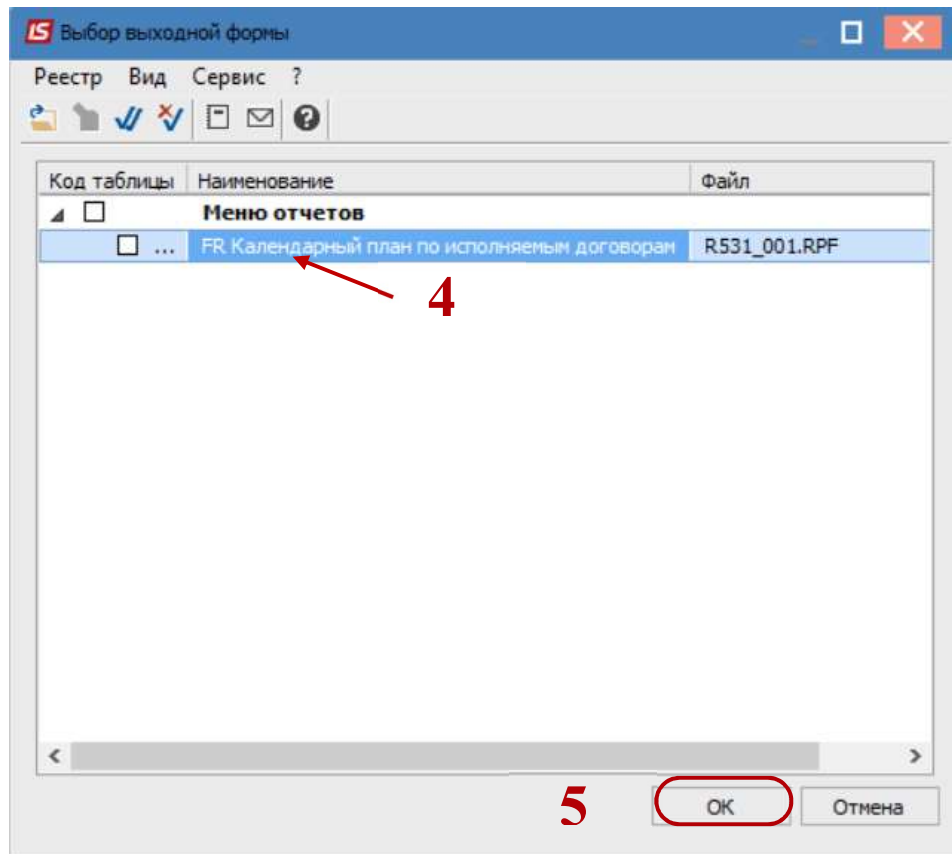 IS Выбор выходной формы
Реестр Вид Сервис ?
Код таблицы Наименование Файл
Меню отчетов
... FR Календарный план по исполняемым договорам R531_001.RPF
4
5 OK Отмена